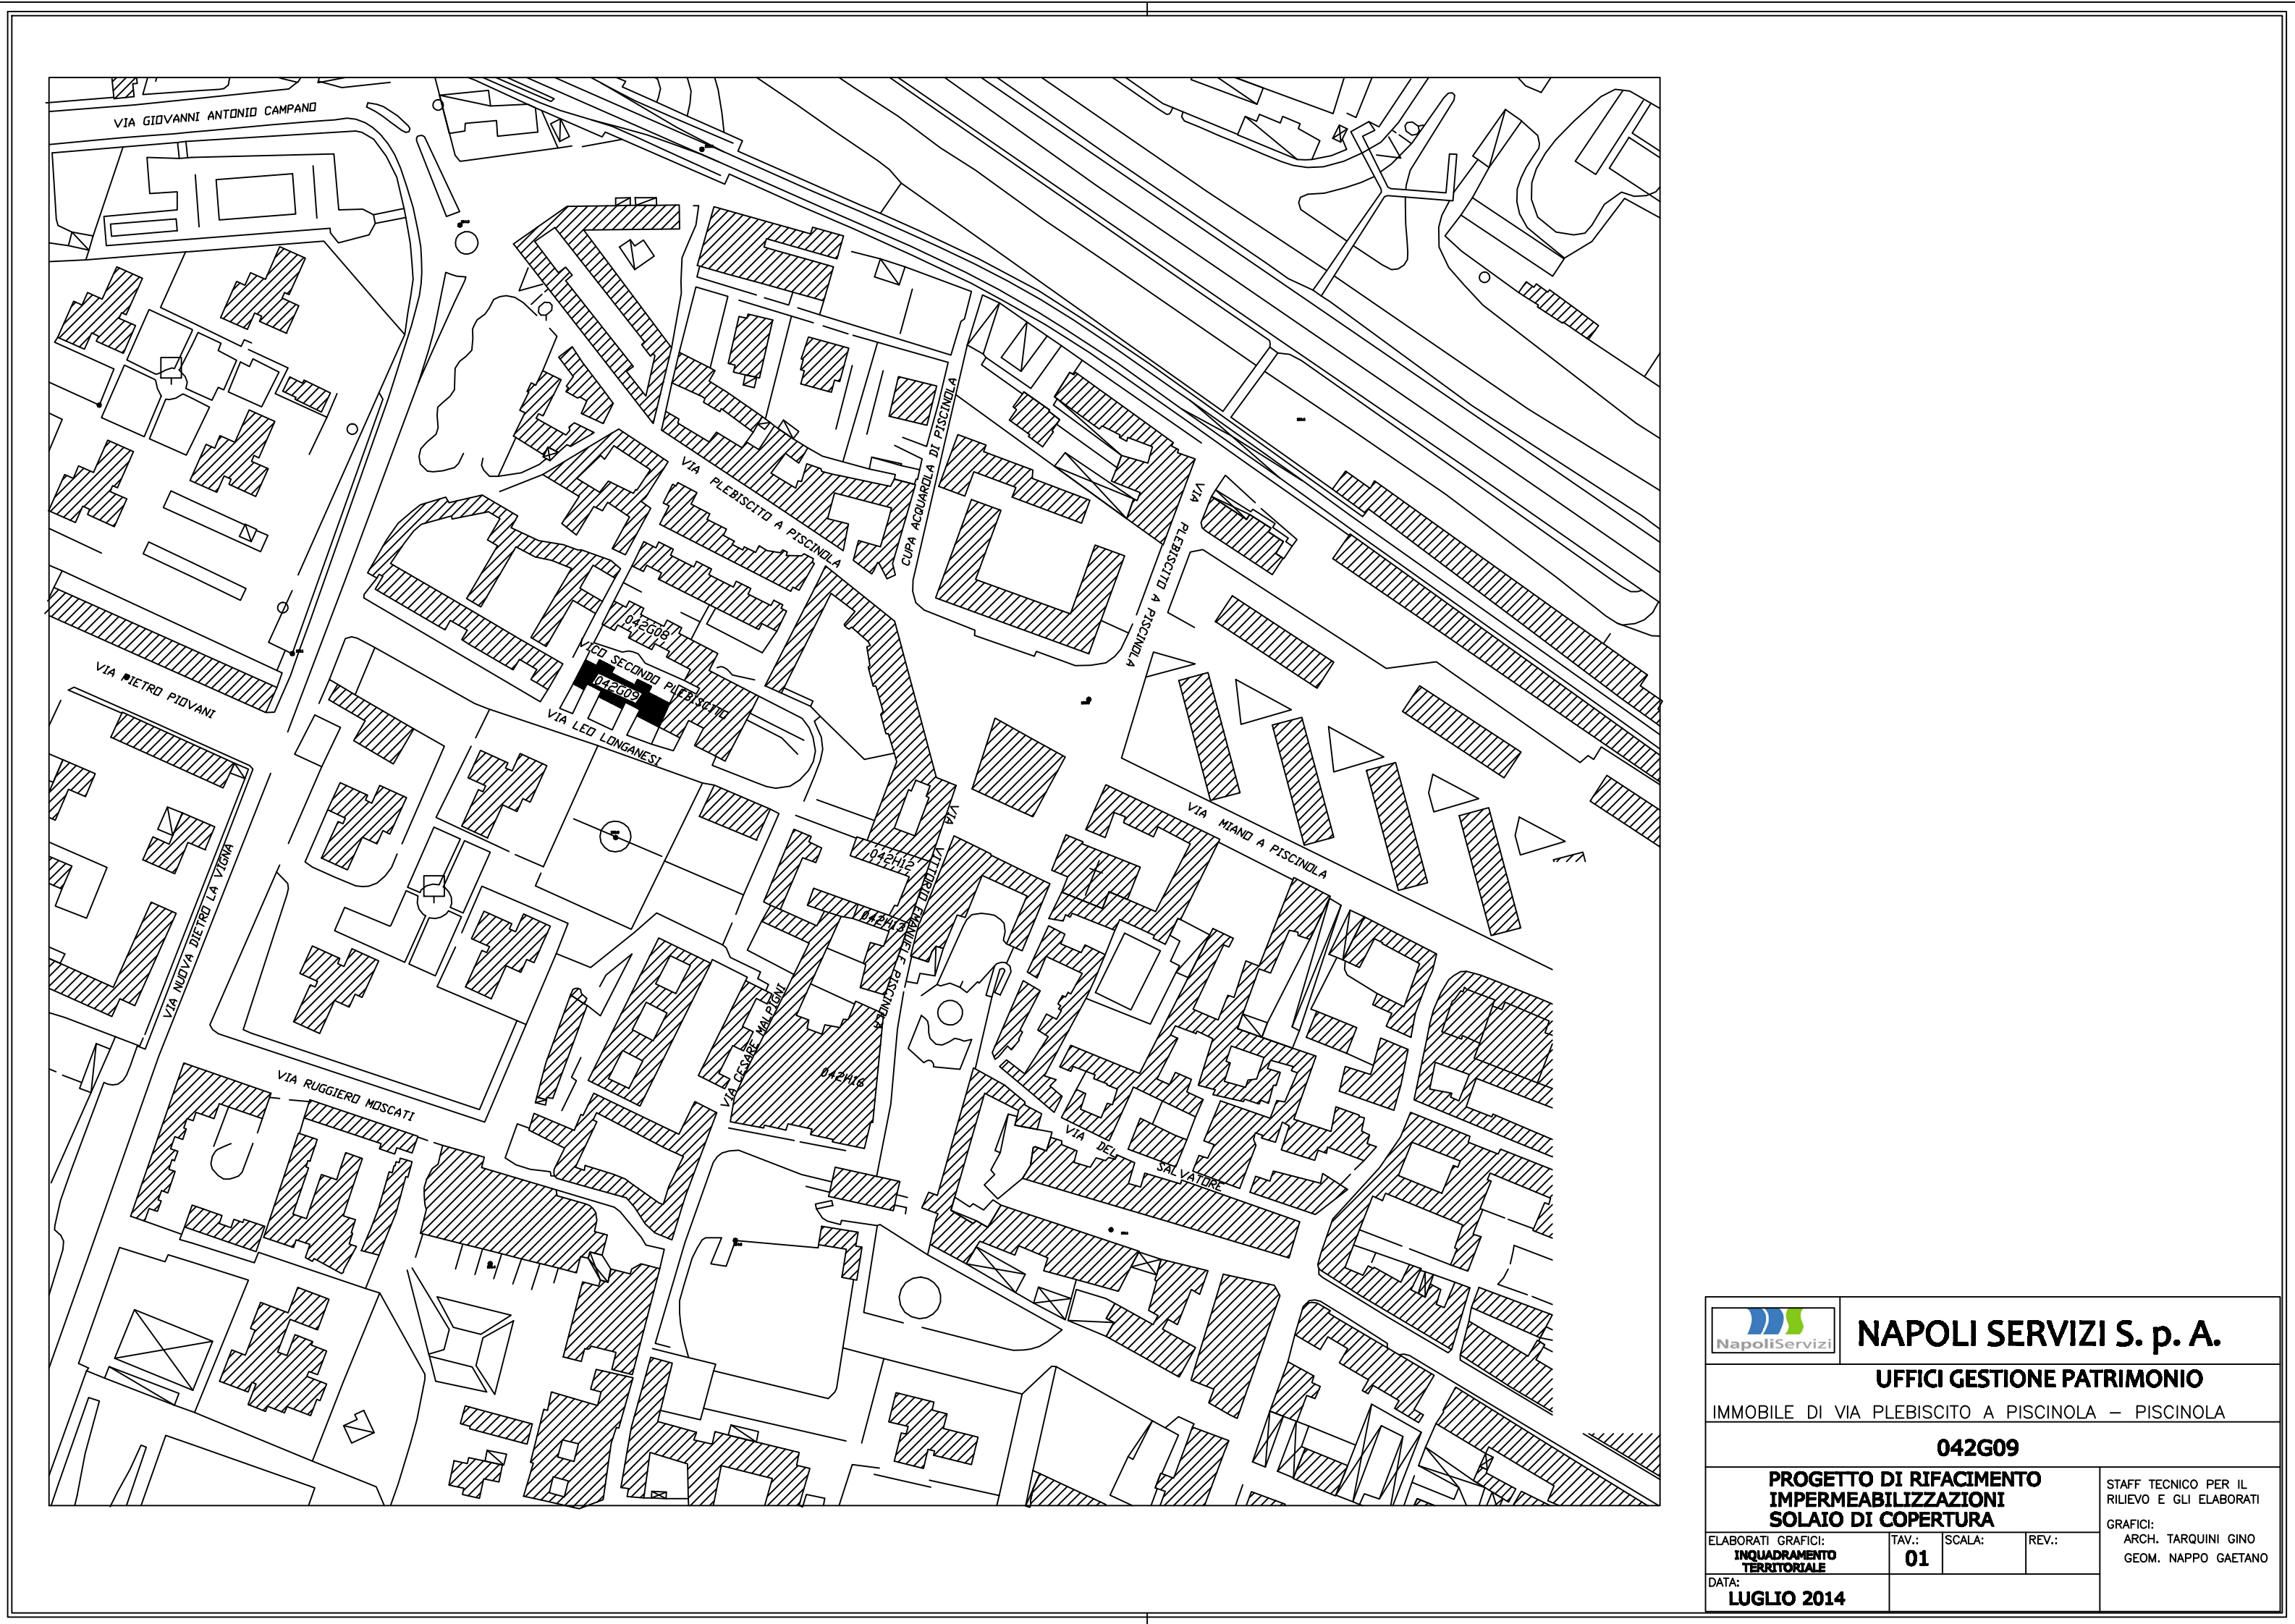 VIA GIOVANNI ANTONIO CAMPANO
VIA PLEBISCITO A PISCINOLA
CUPA ACQUAROLA DI PISCINOLA
VIA PLEBISCITO A PISCINOLA
042G08
VICO SECONDO PLEBISCITO
042G09
VIA LEO LONGANESI
VIA PIETRO PIOVANI
VIA NUOVA DIETRO LA VIGNA
VIA MIANO A PISCINOLA
VIA VITTORIO EMANUELE PISCINOLA
042H12
042H13
VIA CESARE MALPIGNI
042H16
VIA RUGGIERO MOSCATI
VIA DEL SALVATORE
NapoliServizi
NAPOLI SERVIZI S. p. A.
UFFICI GESTIONE PATRIMONIO
IMMOBILE DI VIA PLEBISCITO A PISCINOLA – PISCINOLA
042G09
PROGETTO DI RIFACIMENTO
IMPERMEABILIZZAZIONI
SOLAIO DI COPERTURA
STAFF TECNICO PER IL
RILIEVO E GLI ELABORATI
GRAFICI:
ARCH. TARQUINI GINO
GEOM. NAPPO GAETANO
ELABORATI GRAFICI:
INQUADRAMENTO
TERRITORIALE
TAV.:
01
SCALA:
REV.:
DATA:
LUGLIO 2014